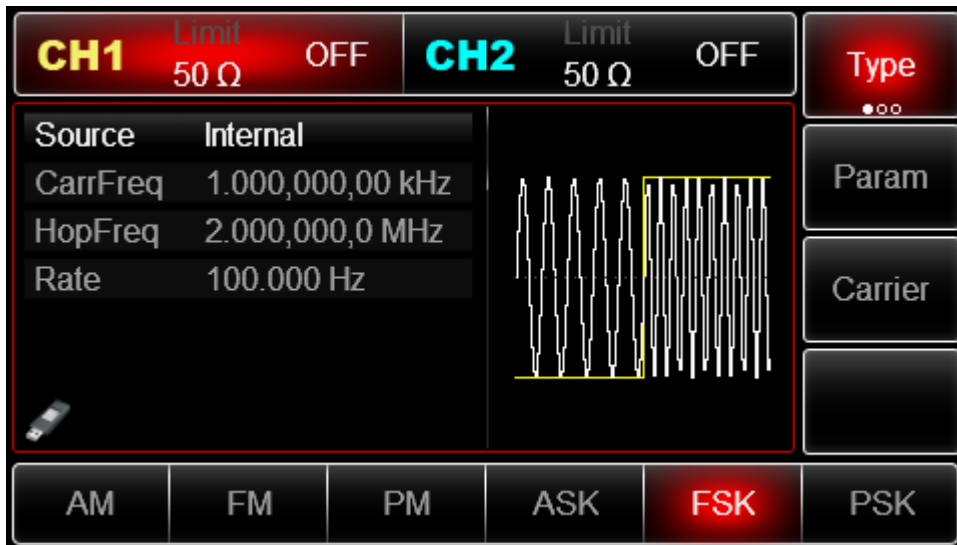 CH1 Limit 50 Ω OFF CH2 Limit 50 Ω OFF
Type
Source Internal
CarrFreq 1.000,000,00 kHz
HopFreq 2.000,000,0 MHz
Rate 100.000 Hz
Param
Carrier
AM FM PM ASK FSK PSK